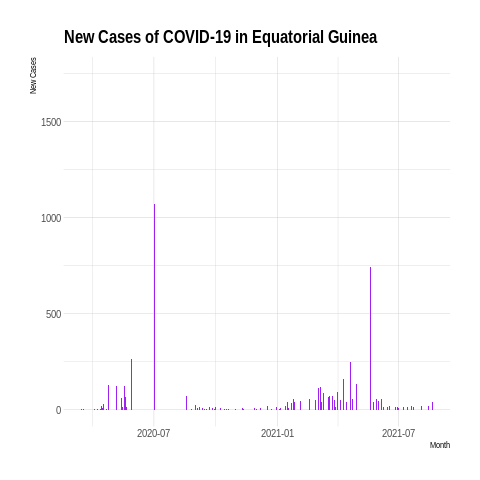 New Cases of COVID-19 in Equatorial Guinea
New Cases
1500
1000
500
0
2020-07
2021-01
2021-07
Month